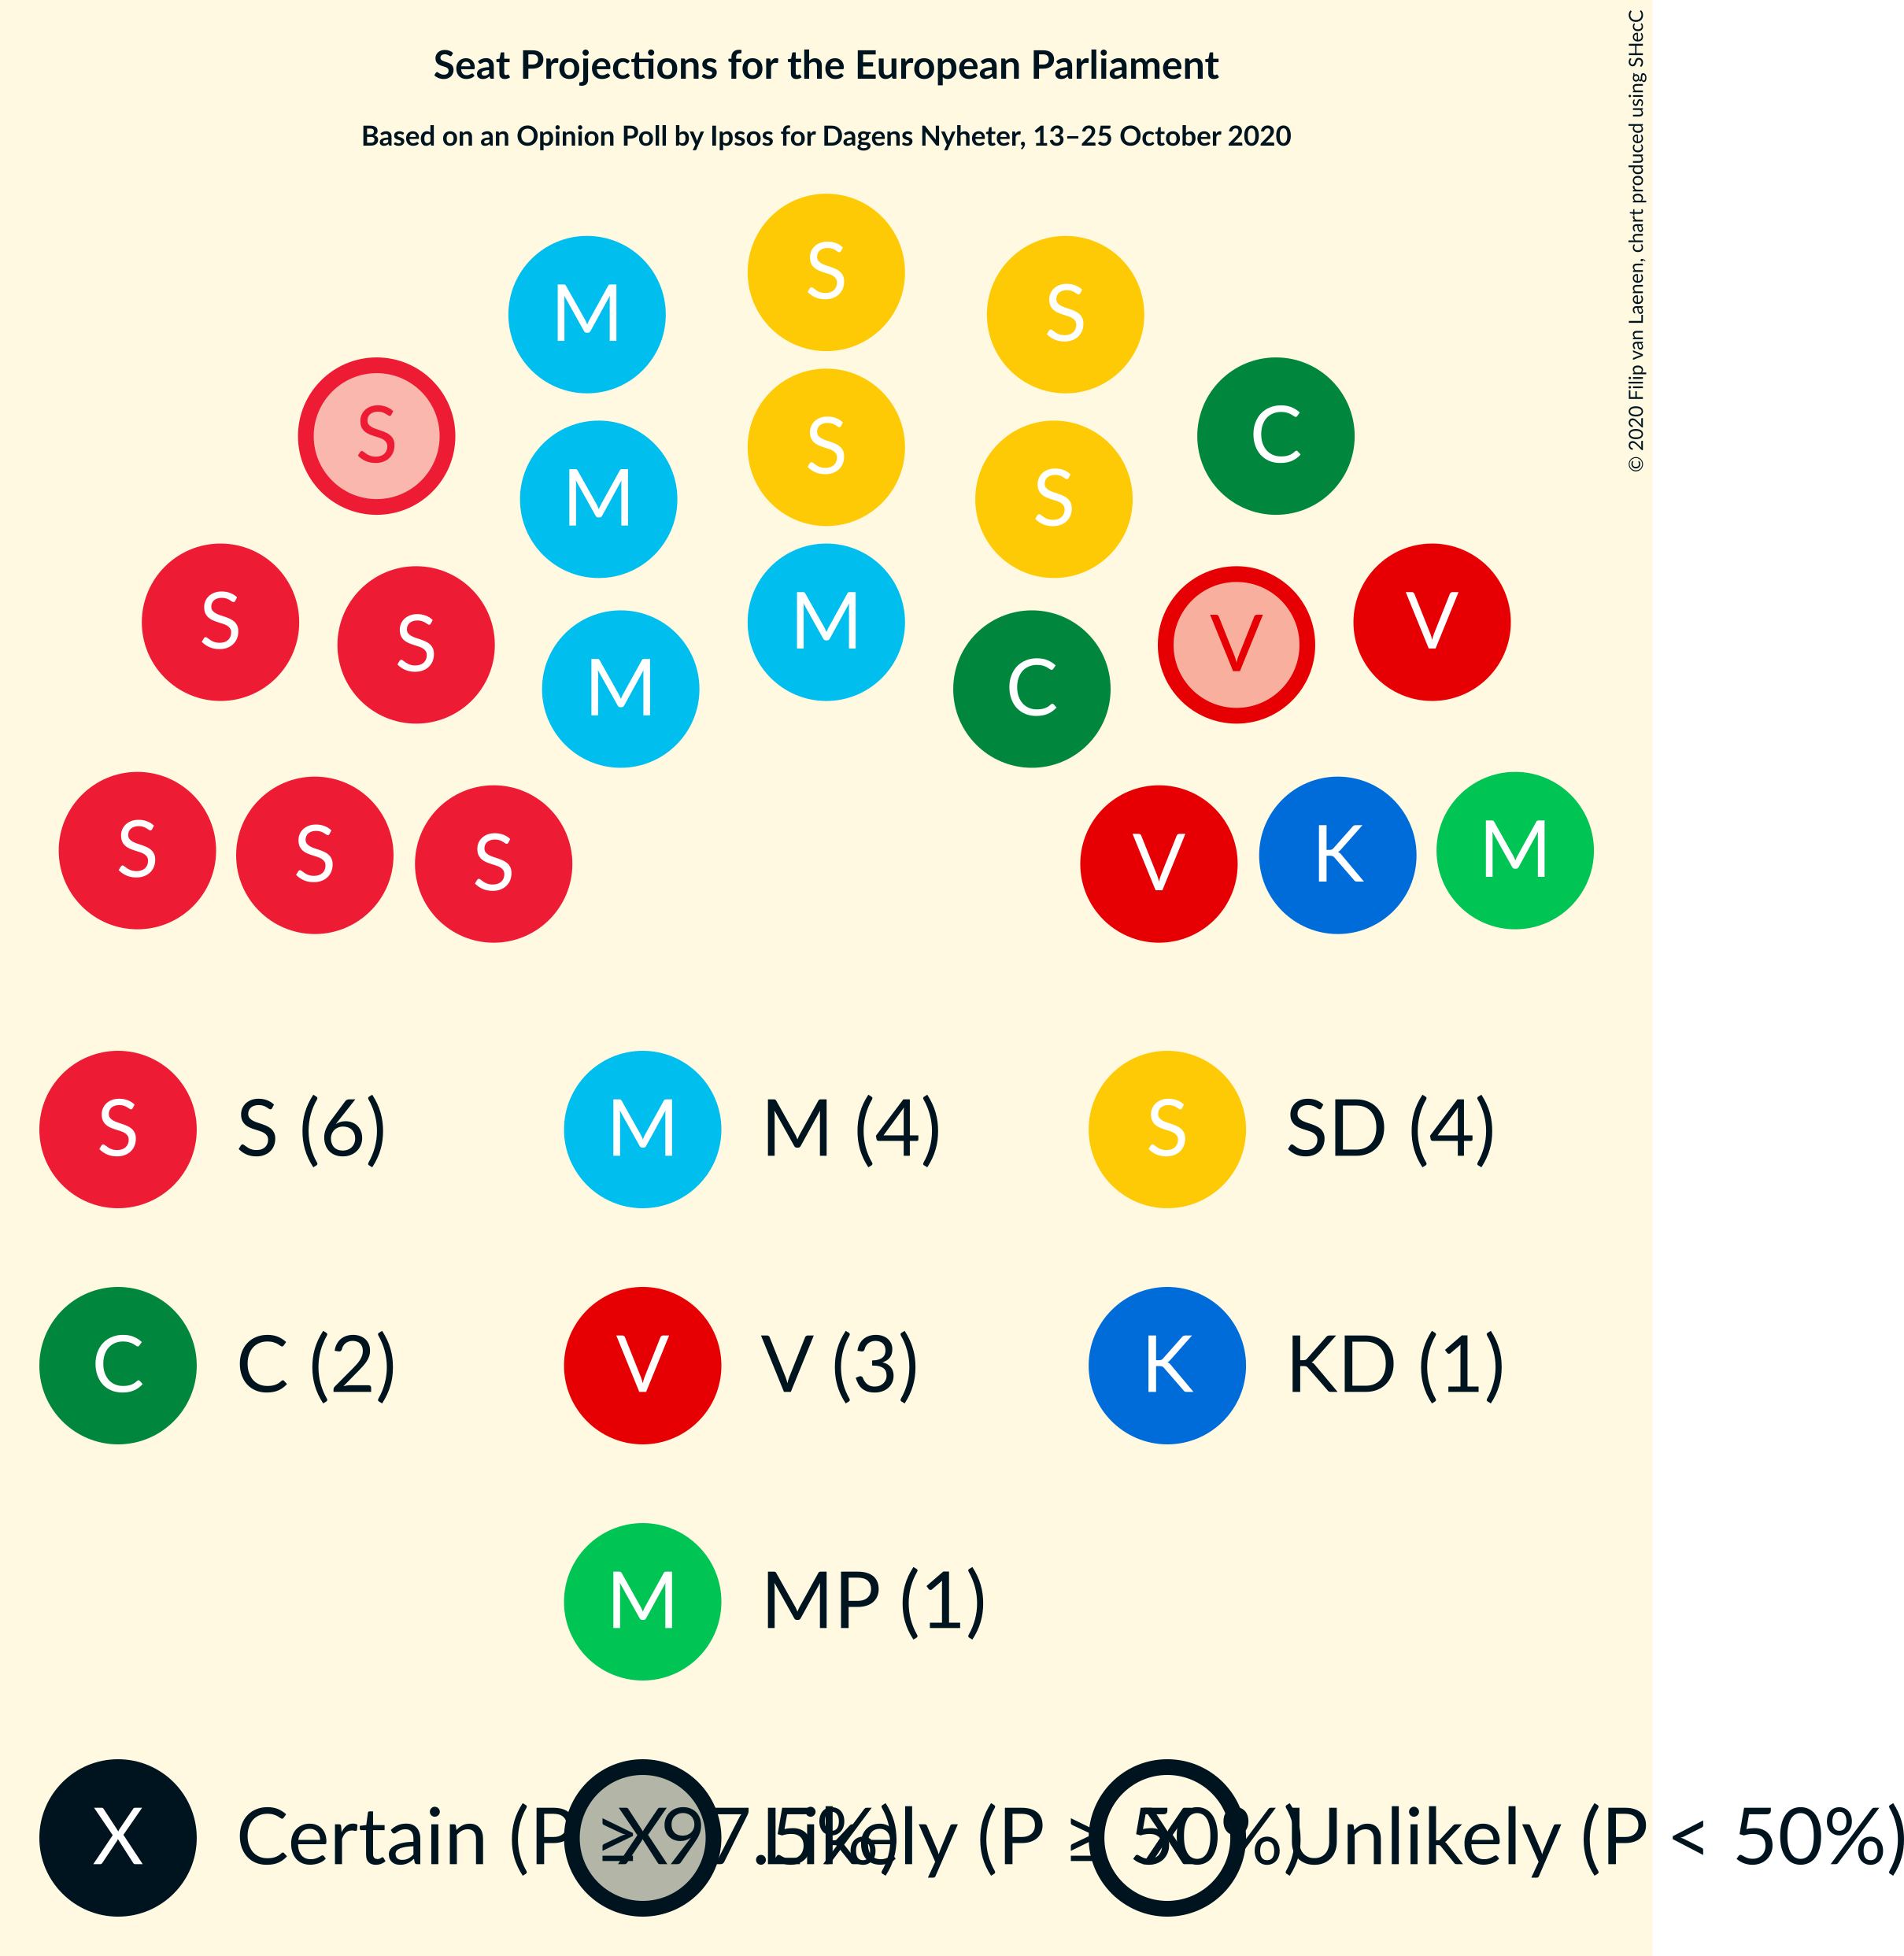 Seat Projections for the European Parliament
Based on an Opinion Poll by Ipsos for Dagens Nyheter, 13–25 October 2020
© 2020 Filip van Laenen, chart produced using SHecC
S
M S
S
S
M S S C
S S M M C V V
S S S V K M
S S (6) M M (4) S SD (4)
C C (2) V V (3) K KD (1)
M MP (1)
X Certain (P ≥ 97.5%) X Likely (P ≥ 50%) X Unlikely (P < 50%)